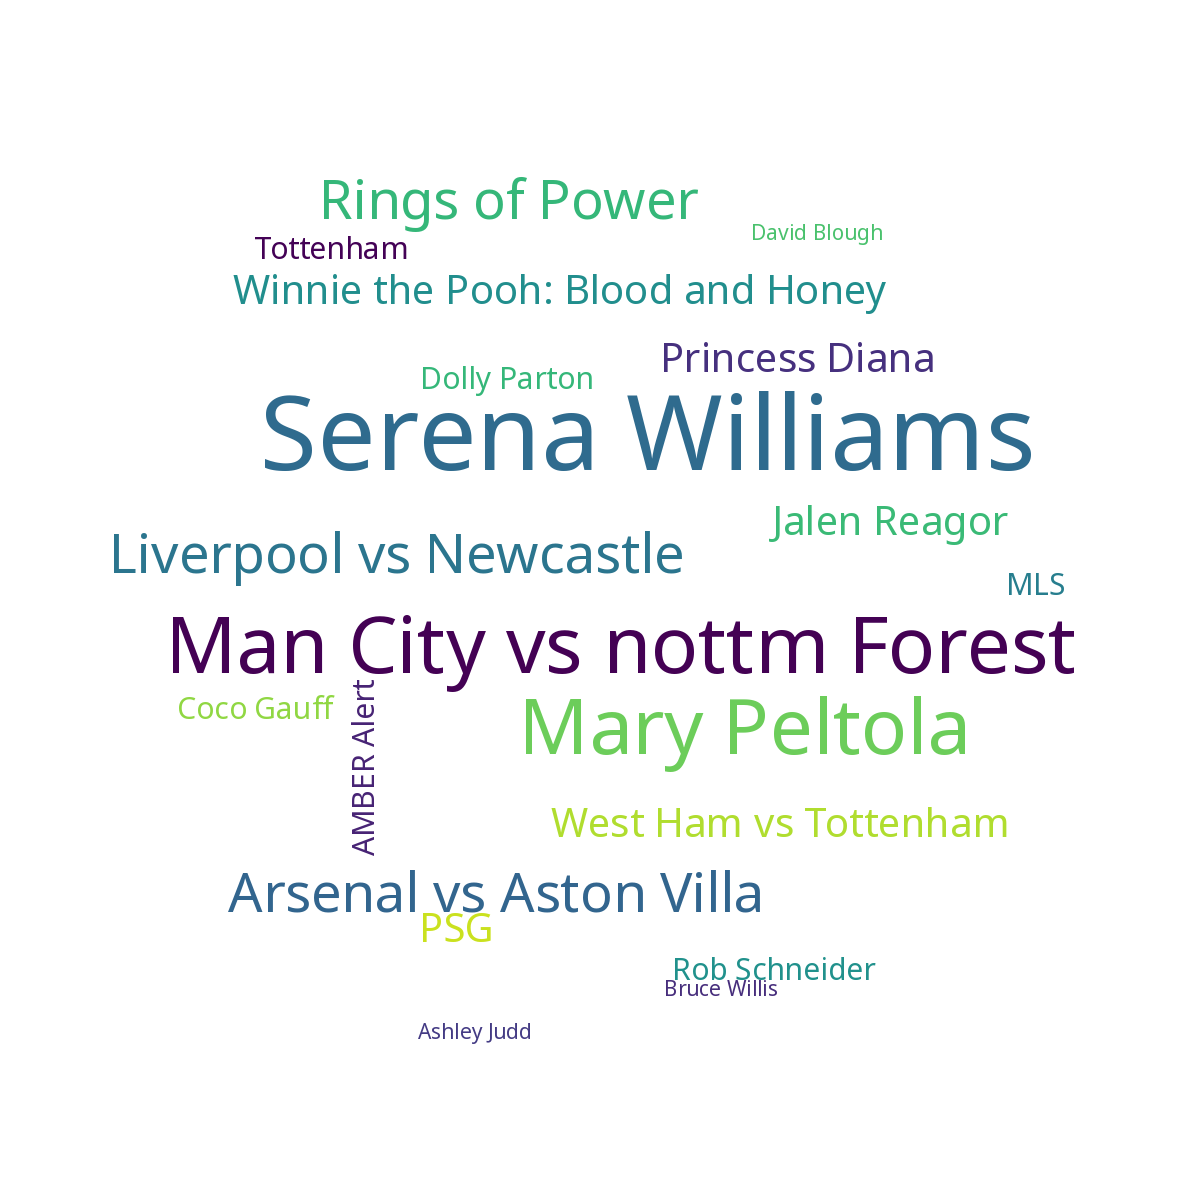 Rings of Power
David Blough
Tottenham
Winnie the Pooh: Blood and Honey
Princess Diana
Dolly Parton
Serena Williams
Jalen Reagor
Liverpool vs Newcastle
MLS
Man City vs nottm Forest
Coco Gauff
AMBER Alert
Mary Peltola
West Ham vs Tottenham
Arsenal vs Aston Villa
PSG
Rob Schneider
Bruce Willis
Ashley Judd